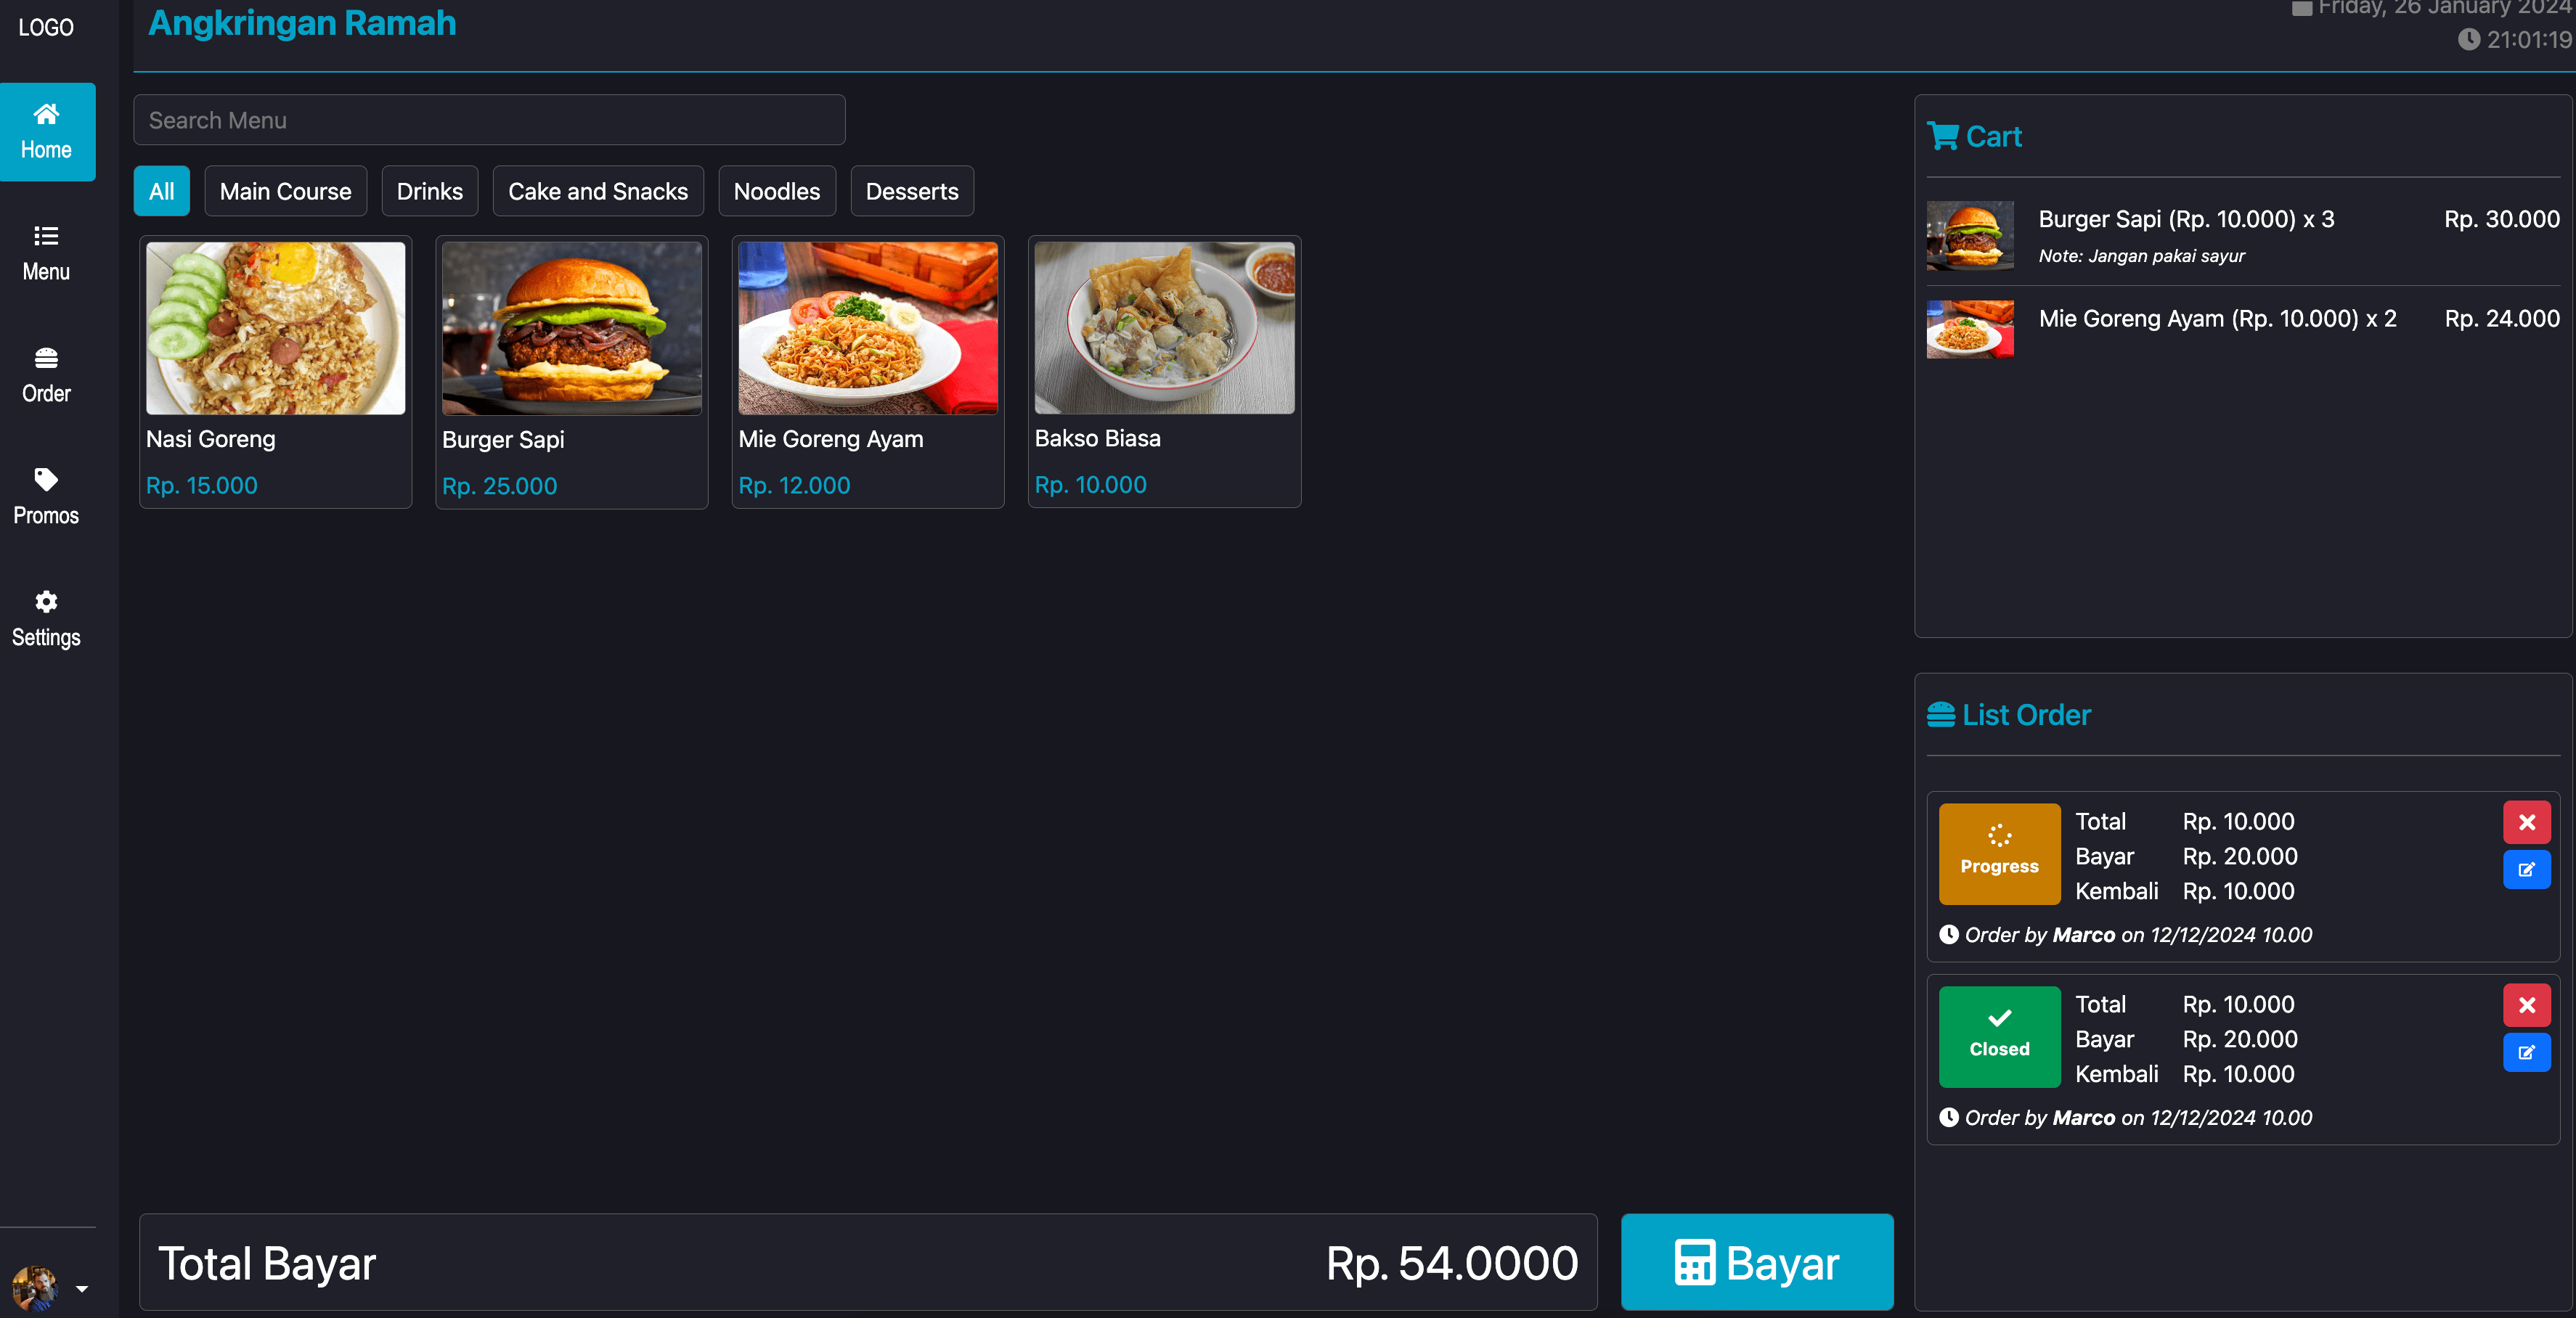 LOGO
Home
Menu
Order
Promos
Settings
Angkringan Ramah
Friday, 26 January 2024
21:01:19
Search Menu
All Main Course Drinks Cake and Snacks Noodles Desserts
Nasi Goreng
Rp. 15.000
Burger Sapi
Rp. 25.000
Mie Goreng Ayam
Rp. 12.000
Bakso Biasa
Rp. 10.000
Total Bayar Rp. 54.0000
Bayar
Cart
Burger Sapi (Rp. 10.000) x 3 Rp. 30.000
Note: Jangan pakai sayur
Mie Goreng Ayam (Rp. 10.000) x 2 Rp. 24.000
List Order
Progress
Total Rp. 10.000
Bayar Rp. 20.000
Kembali Rp. 10.000
Order by Marco on 12/12/2024 10.00
Closed
Total Rp. 10.000
Bayar Rp. 20.000
Kembali Rp. 10.000
Order by Marco on 12/12/2024 10.00